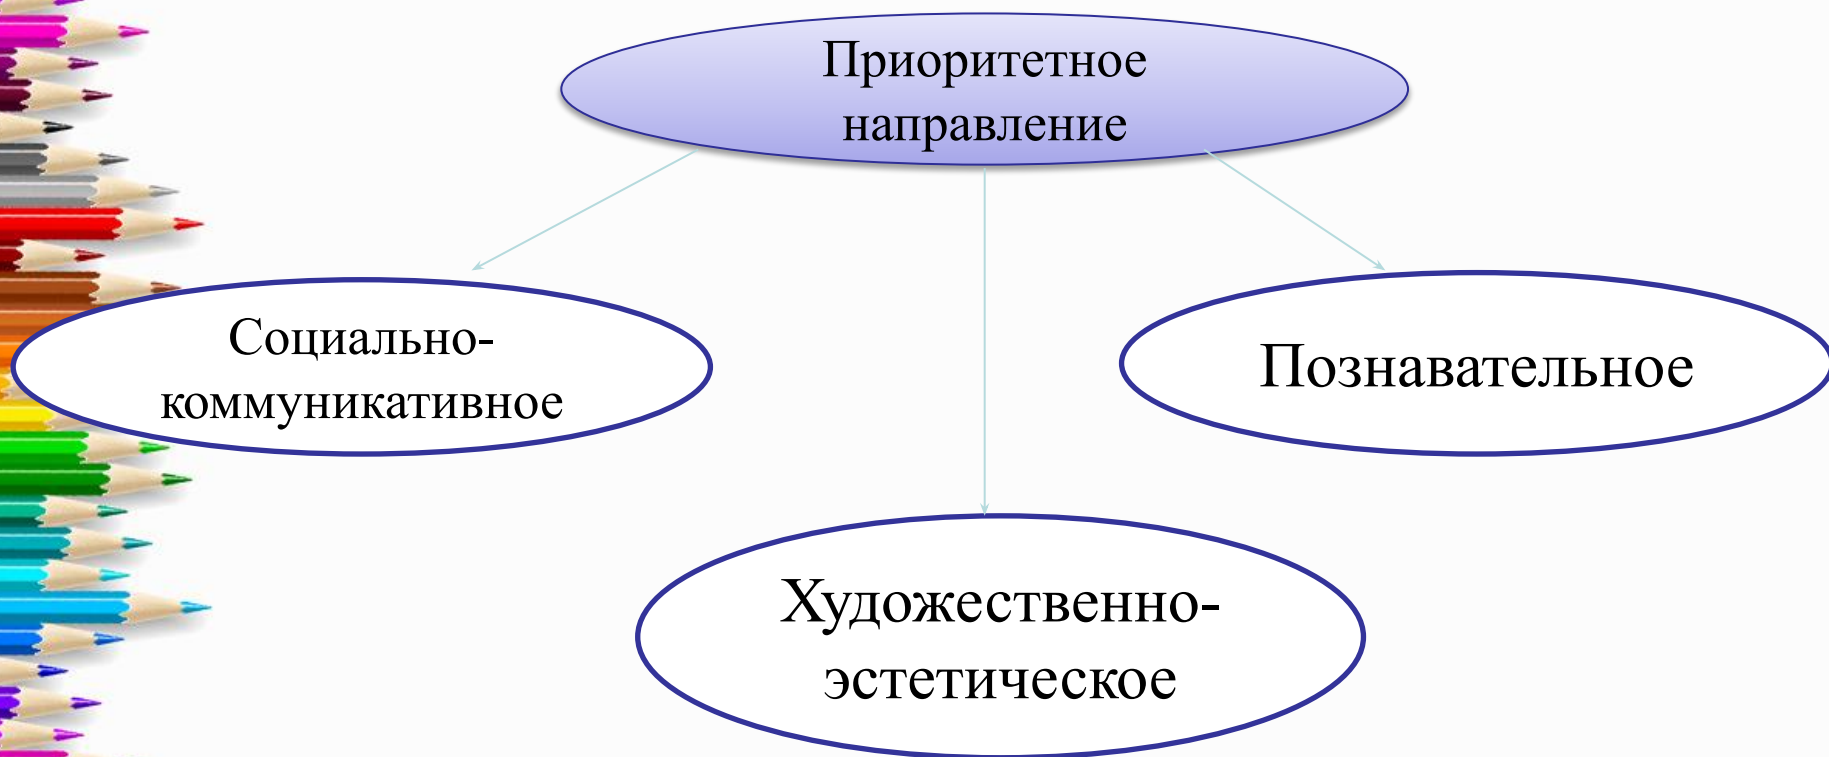 Приоритетное
направление
Социально-
коммуникативное
Познавательное
Художественно-
эстетическое